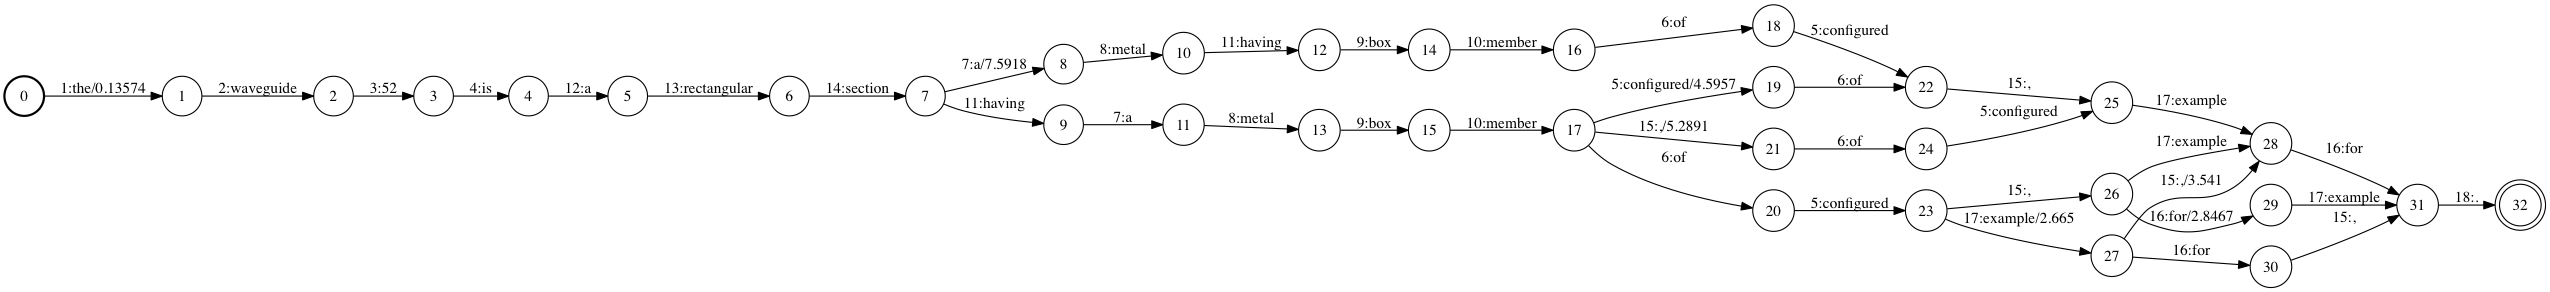 0 1:the/0.13574 1 2:waveguide 2 3:52 3 4:is 4 12:a 5 13:rectangular 6 14:section 7
7:a/7.5918 8 8:metal 10 11:having 12 9:box 14 10:member 16 6:of 18 5:configured
11:having 9 7:a 11 8:metal 13 9:box 15 10:member 17
5:configured/4.5957 19 6:of 22 15:, 25 17:example
15:,/5.2891 21 6:of 24 5:configured
6:of 20 5:configured 23 15:, 26 17:example 28 16:for
16:for/2.8467 29 17:example 31 18:. 32
17:example/2.665 27 15:,/3.541
16:for 30 15:,